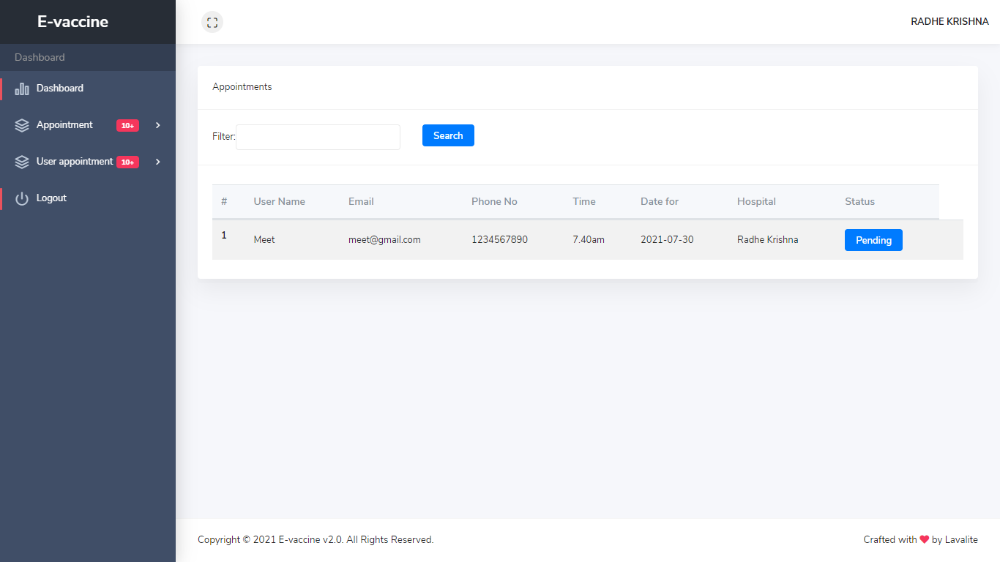 E-vaccine
RADHE KRISHNA
Dashboard
Dashboard
Appointment 10+
User appointment 10+
Logout
Appointments
Filter: Search
# User Name Email Phone No Time Date for Hospital Status
1 Meet meet@gmail.com 1234567890 7.40am 2021-07-30 Radhe Krishna Pending
Copyright © 2021 E-vaccine v2.0. All Rights Reserved.
Crafted with ❤ by Lavalite